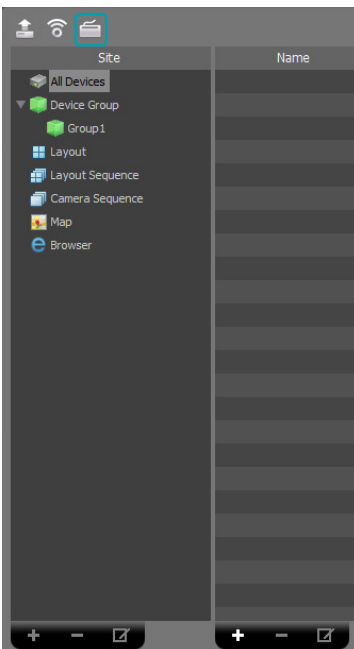 Site
Name
All Devices
Device Group
Group1
Layout
Layout Sequence
Camera Sequence
Map
Browser